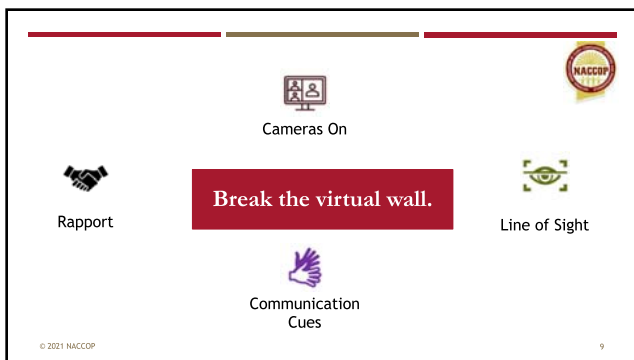 NACCOP
Cameras On
Rapport
Break the virtual wall.
Line of Sight
Communication
Cues
© 2021 NACCOP
9